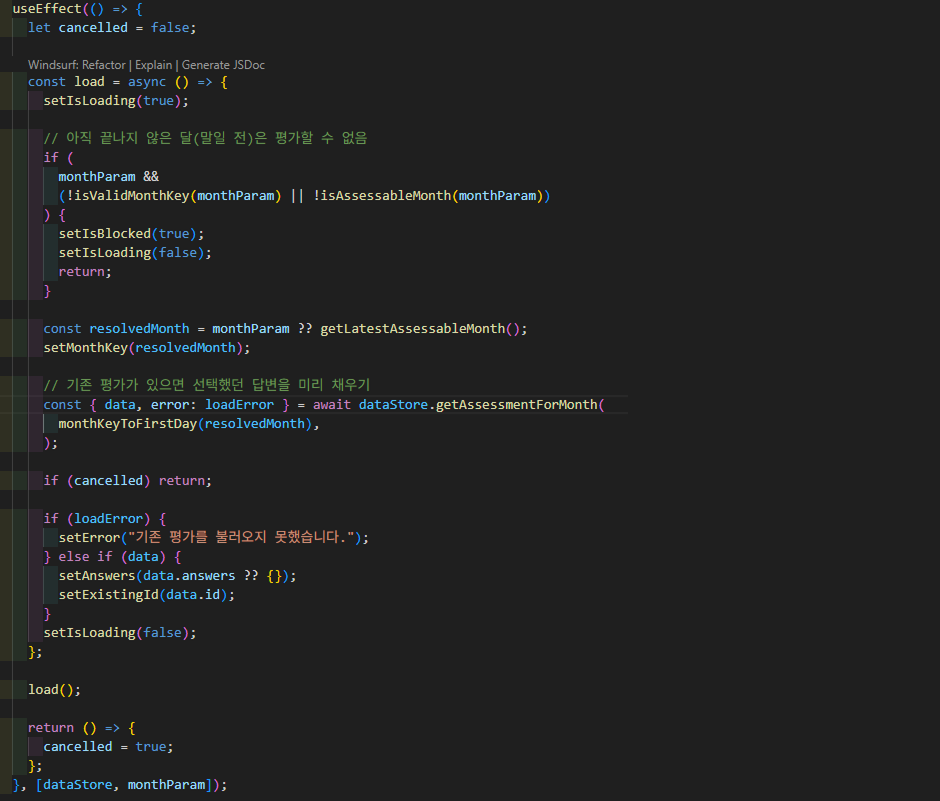 useEffect(() => {
let cancelled = false;
Windsurf: Refactor | Explain | Generate JSDoc
const load = async () => {
setIsLoading(true);
// 아직 끝나지 않은 달(말일 전)은 평가할 수 없음
if (
monthParam &&
(!isValidMonthKey(monthParam) || !isAssessableMonth(monthParam))
) {
setIsBlocked(true);
setIsLoading(false);
return;
}
const resolvedMonth = monthParam ?? getLatestAssessableMonth();
setMonthKey(resolvedMonth);
// 기존 평가가 있으면 선택했던 답변을 미리 채우기
const { data, error: loadError } = await dataStore.getAssessmentForMonth(
monthKeyToFirstDay(resolvedMonth),
);
if (cancelled) return;
if (loadError) {
setError("기존 평가를 불러오지 못했습니다.");
} else if (data) {
setAnswers(data.answers ?? {});
setExistingId(data.id);
}
setIsLoading(false);
};
load();
return () => {
cancelled = true;
};
}, [dataStore, monthParam]);